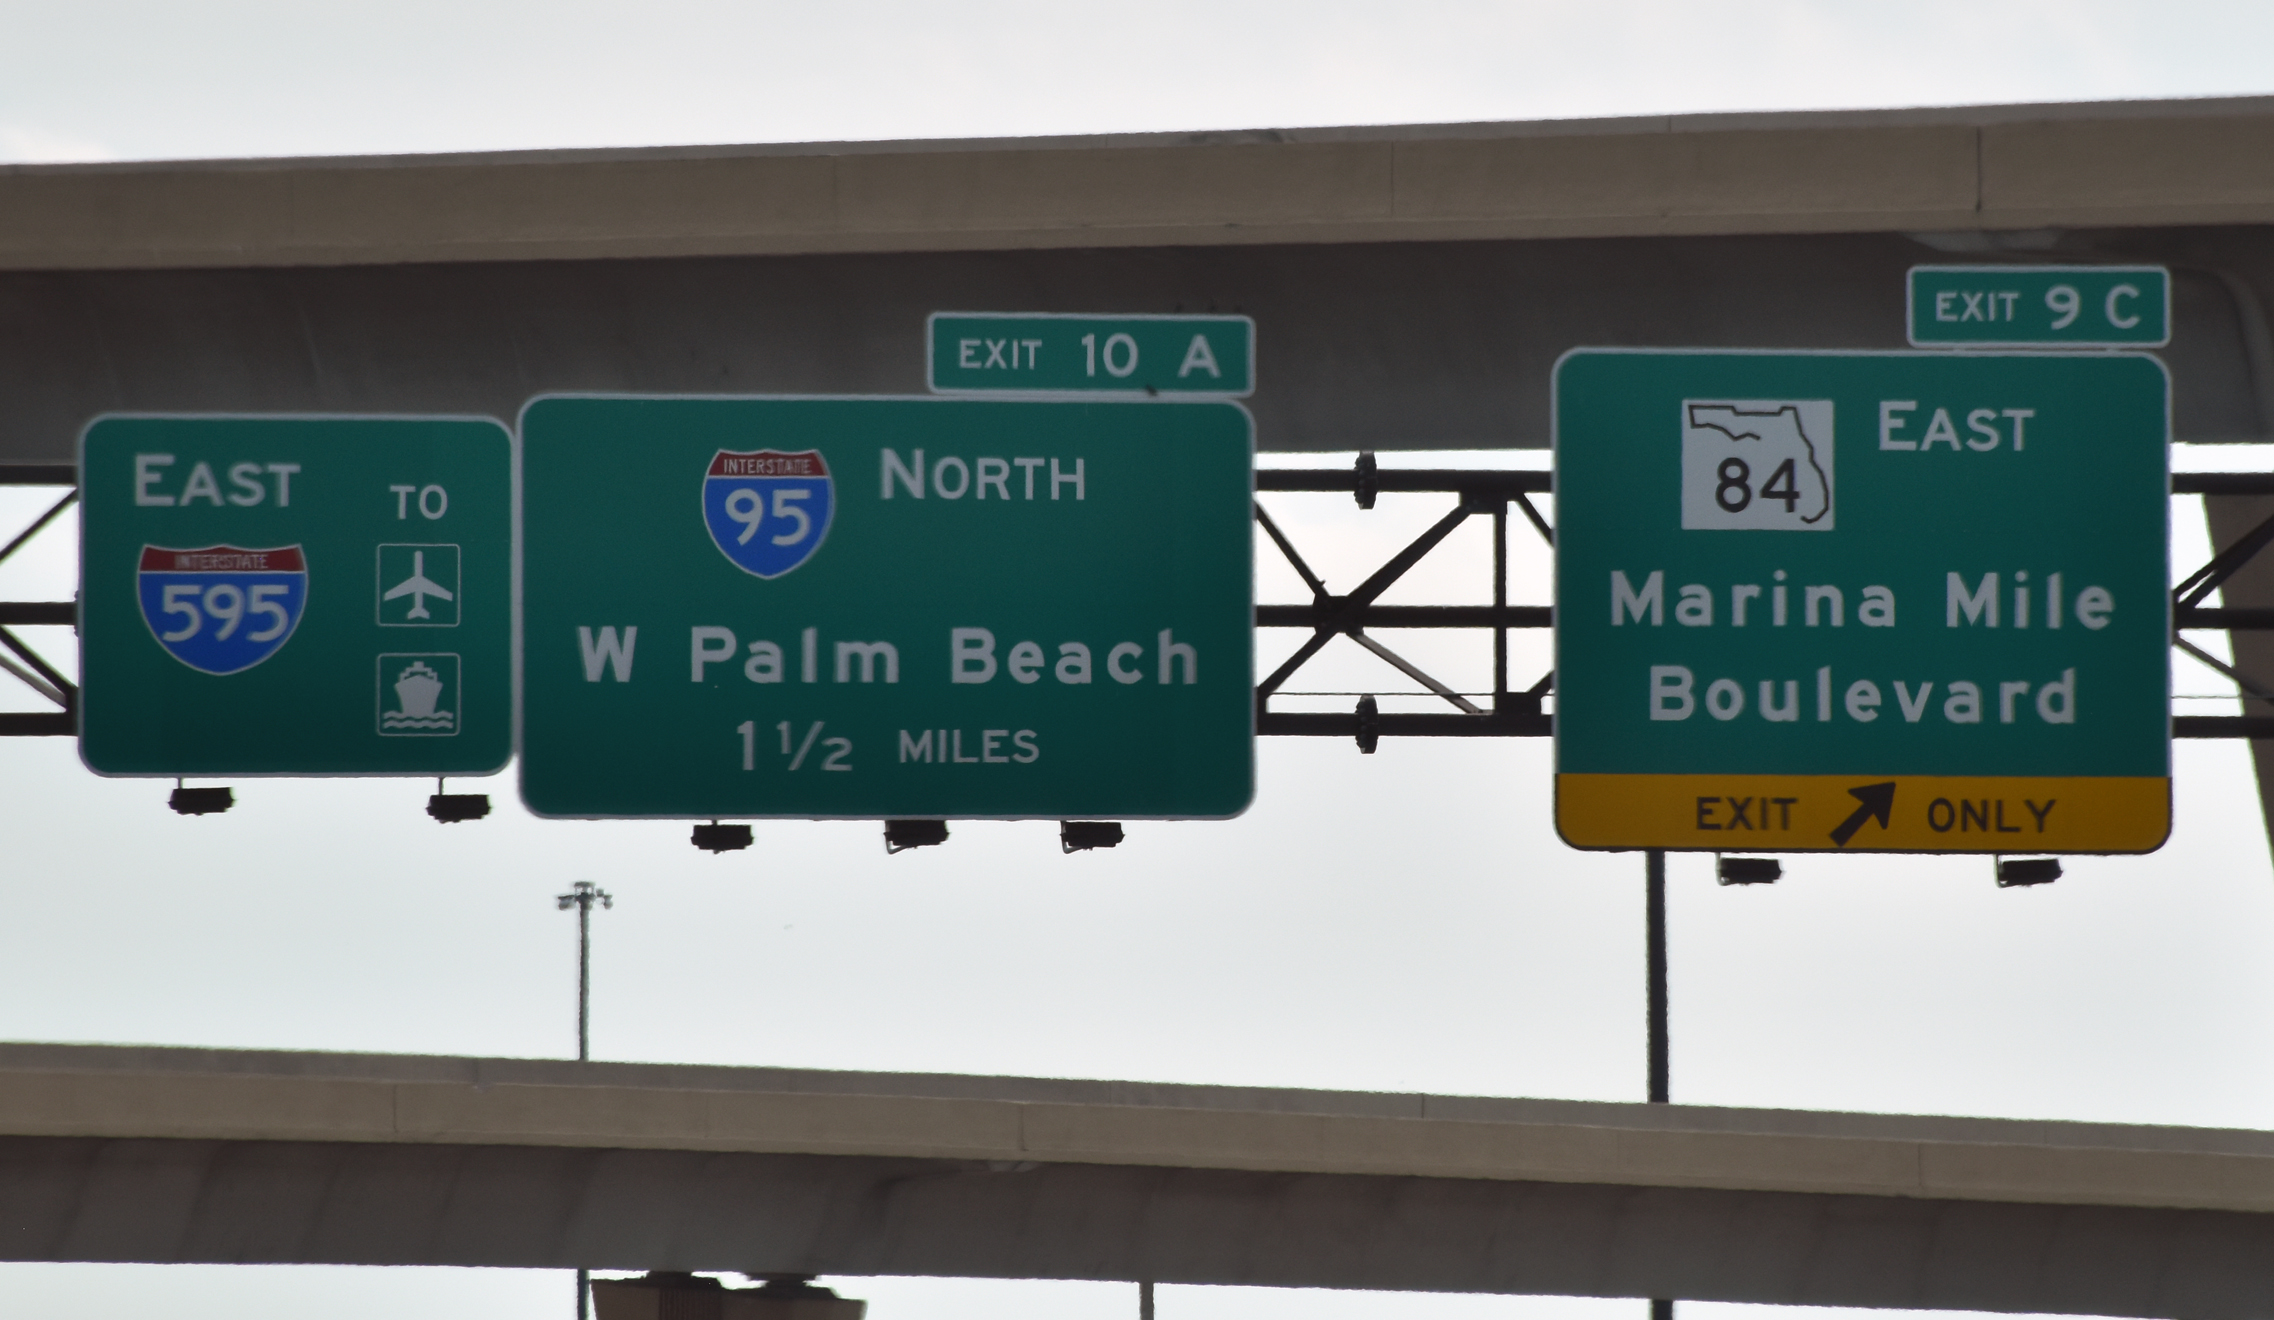 EAST
TO
INTERSTATE
595
EXIT 10 A
INTERSTATE
95
NORTH
W Palm Beach
1 1/2 MILES
EXIT 9 C
84
EAST
Marina Mile
Boulevard
EXIT ONLY